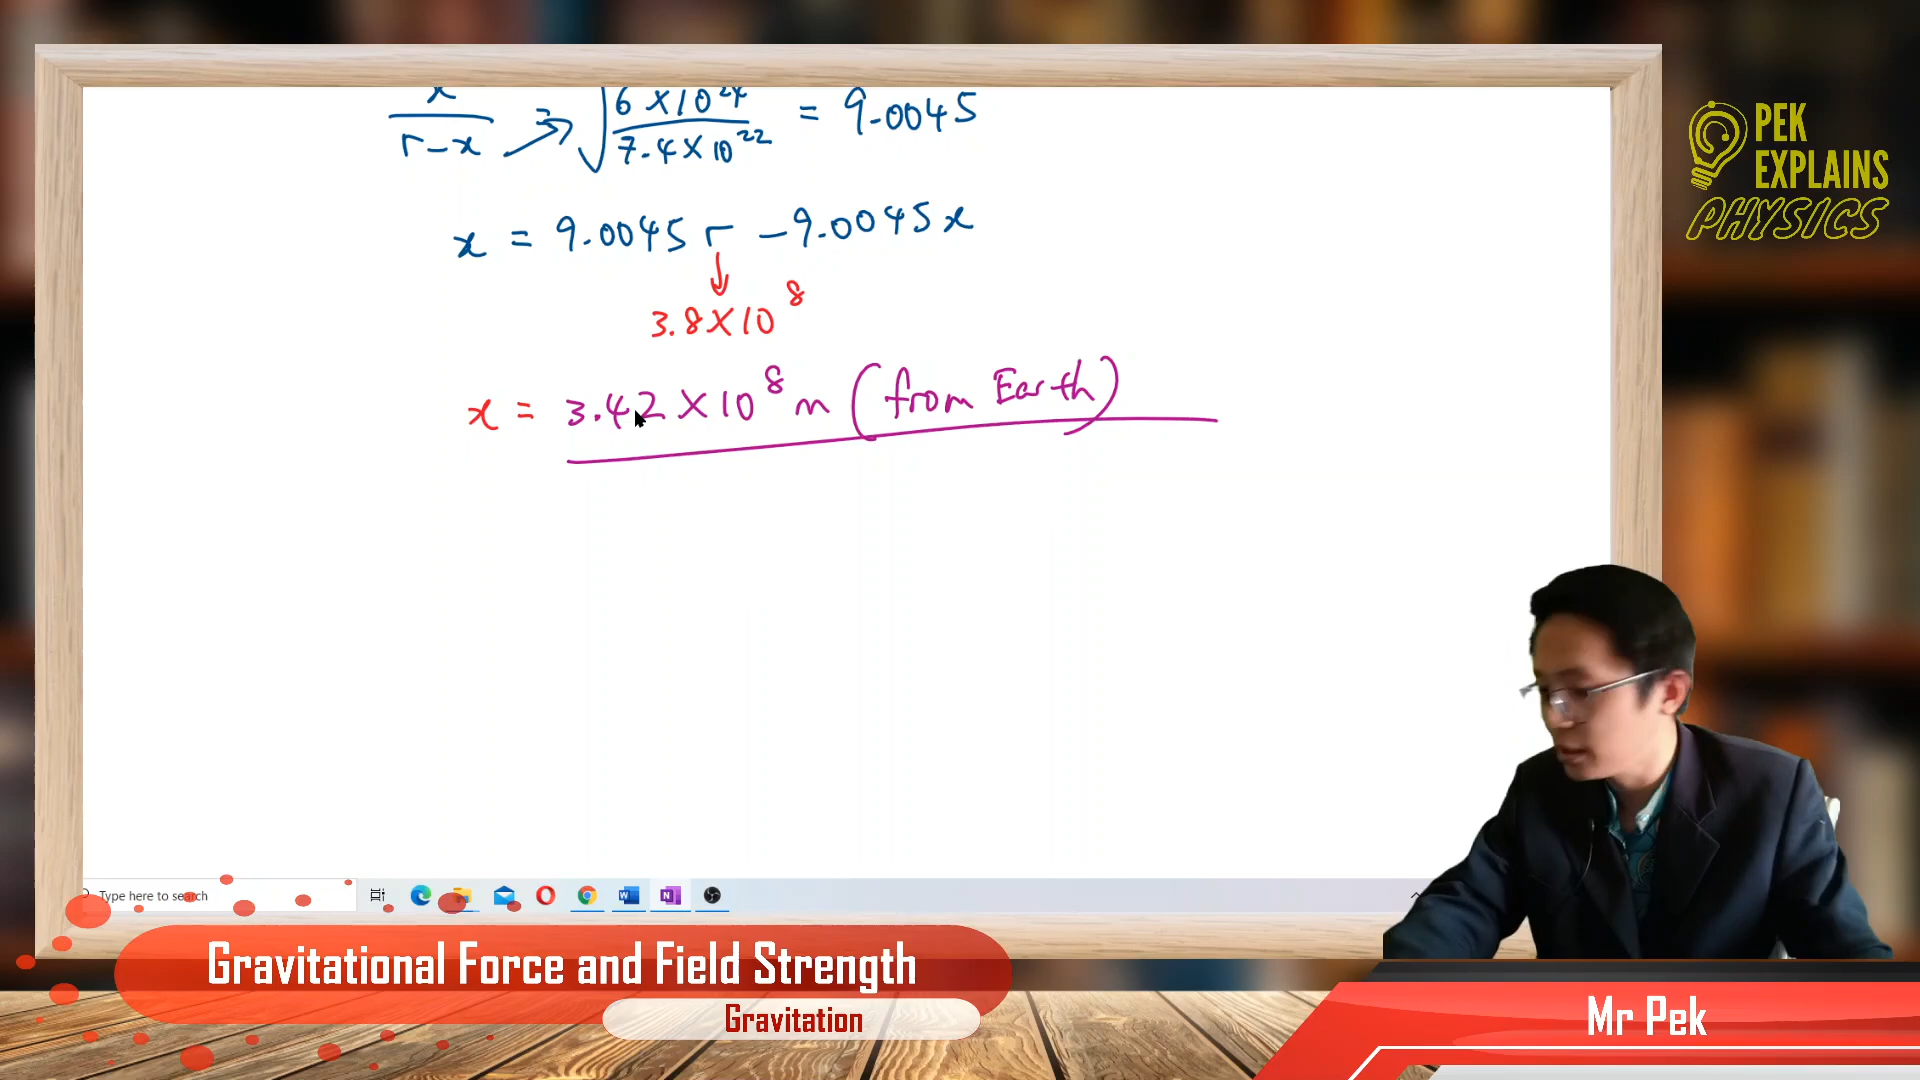 x
r - x
√ 6 × 10²⁴
7.4 × 10²²
= 9.0045
x = 9.0045 r - 9.0045 x
3.8 × 10⁸
x = 3.42 × 10⁸ m (from Earth)
PEK
EXPLAINS
PHYSICS
Type here to search
Gravitational Force and Field Strength
Gravitation
Mr Pek